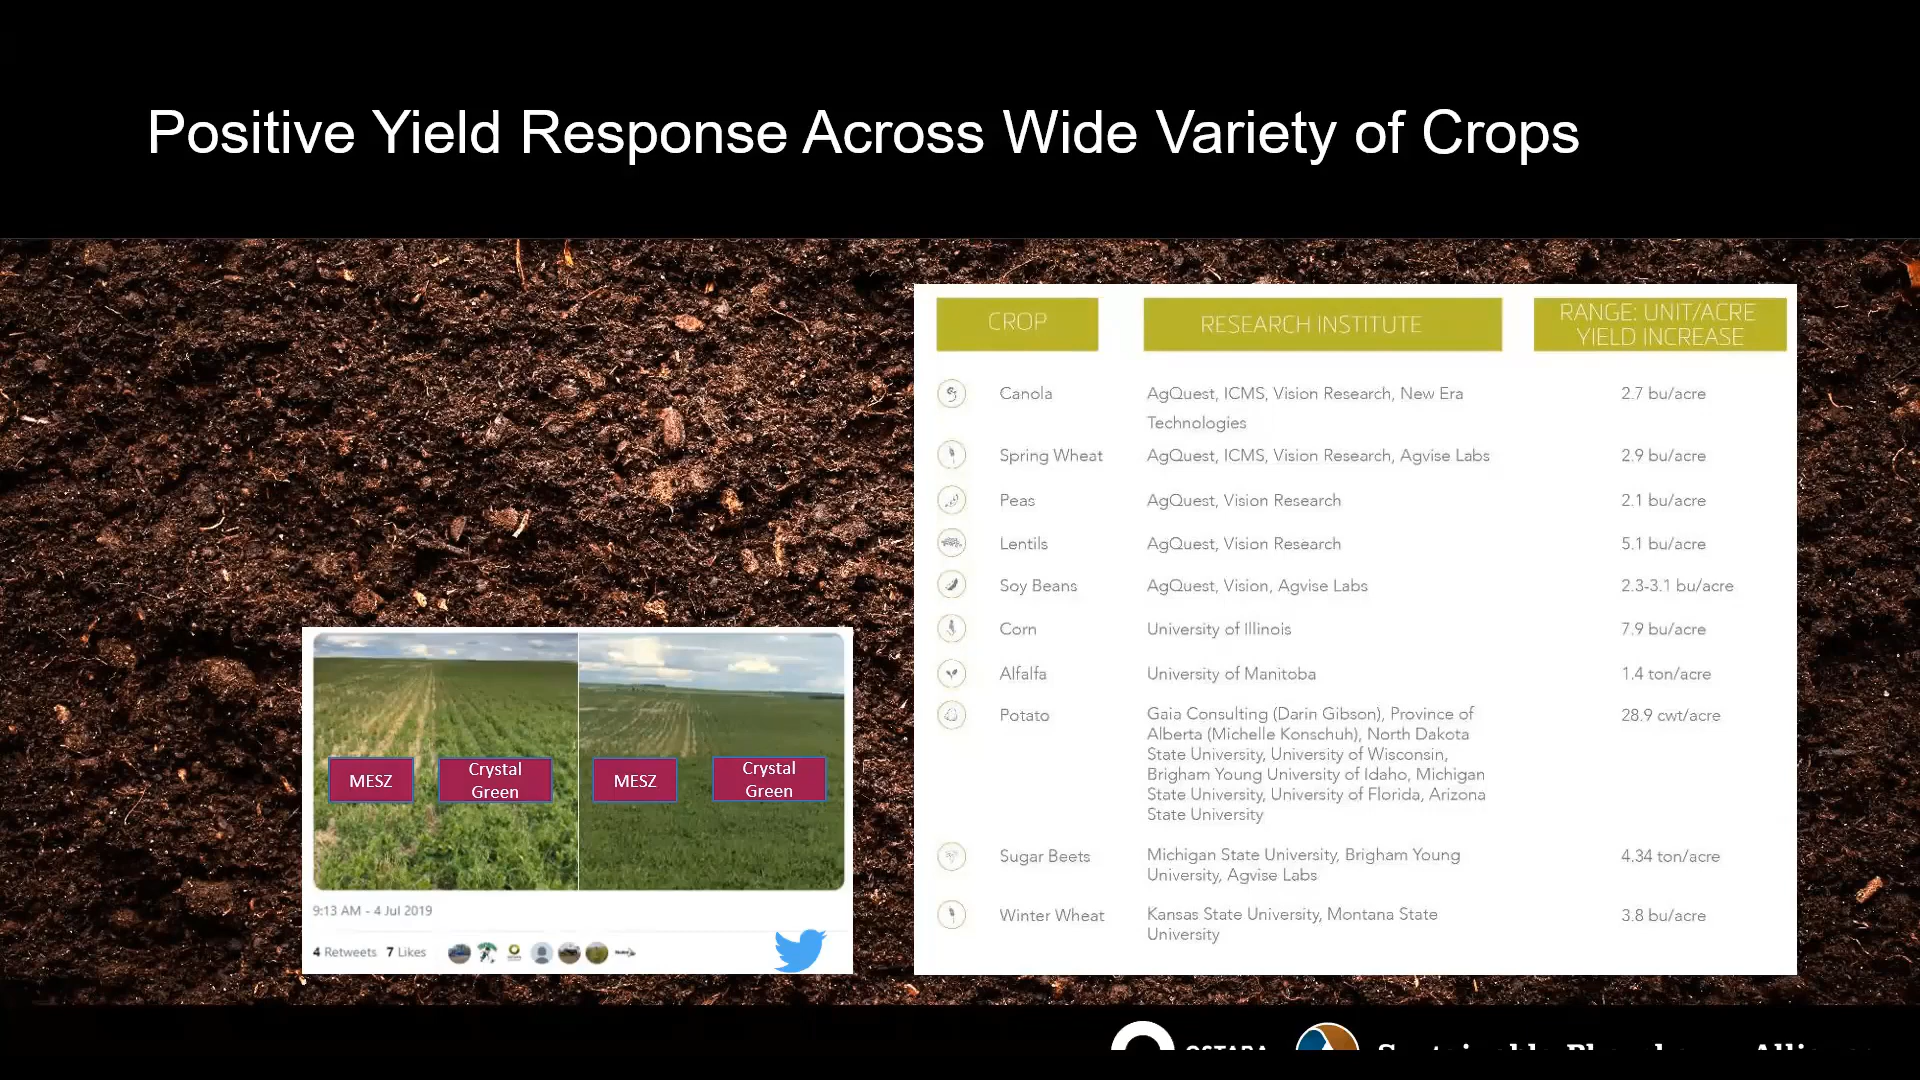 Positive Yield Response Across Wide Variety of Crops
CROP
RESEARCH INSTITUTE
RANGE: UNIT/ACRE
YIELD INCREASE
Canola
AgQuest, ICMS, Vision Research, New Era
Technologies
2.7 bu/acre
Spring Wheat
AgQuest, ICMS, Vision Research, Agvise Labs
2.9 bu/acre
Peas
AgQuest, Vision Research
2.1 bu/acre
Lentils
AgQuest, Vision Research
5.1 bu/acre
Soy Beans
AgQuest, Vision, Agvise Labs
2.3-3.1 bu/acre
Corn
University of Illinois
7.9 bu/acre
Alfalfa
University of Manitoba
1.4 ton/acre
Potato
Gaia Consulting (Darin Gibson), Province of
Alberta (Michelle Konschuh), North Dakota
State University, University of Wisconsin,
Brigham Young University of Idaho, Michigan
State University, University of Florida, Arizona
State University
28.9 cwt/acre
Sugar Beets
Michigan State University, Brigham Young
University, Agvise Labs
4.34 ton/acre
Winter Wheat
Kansas State University, Montana State
University
3.8 bu/acre
MESZ
Crystal
Green
MESZ
Crystal
Green
9:13 AM - 4 Jul 2019
4 Retweets 7 Likes